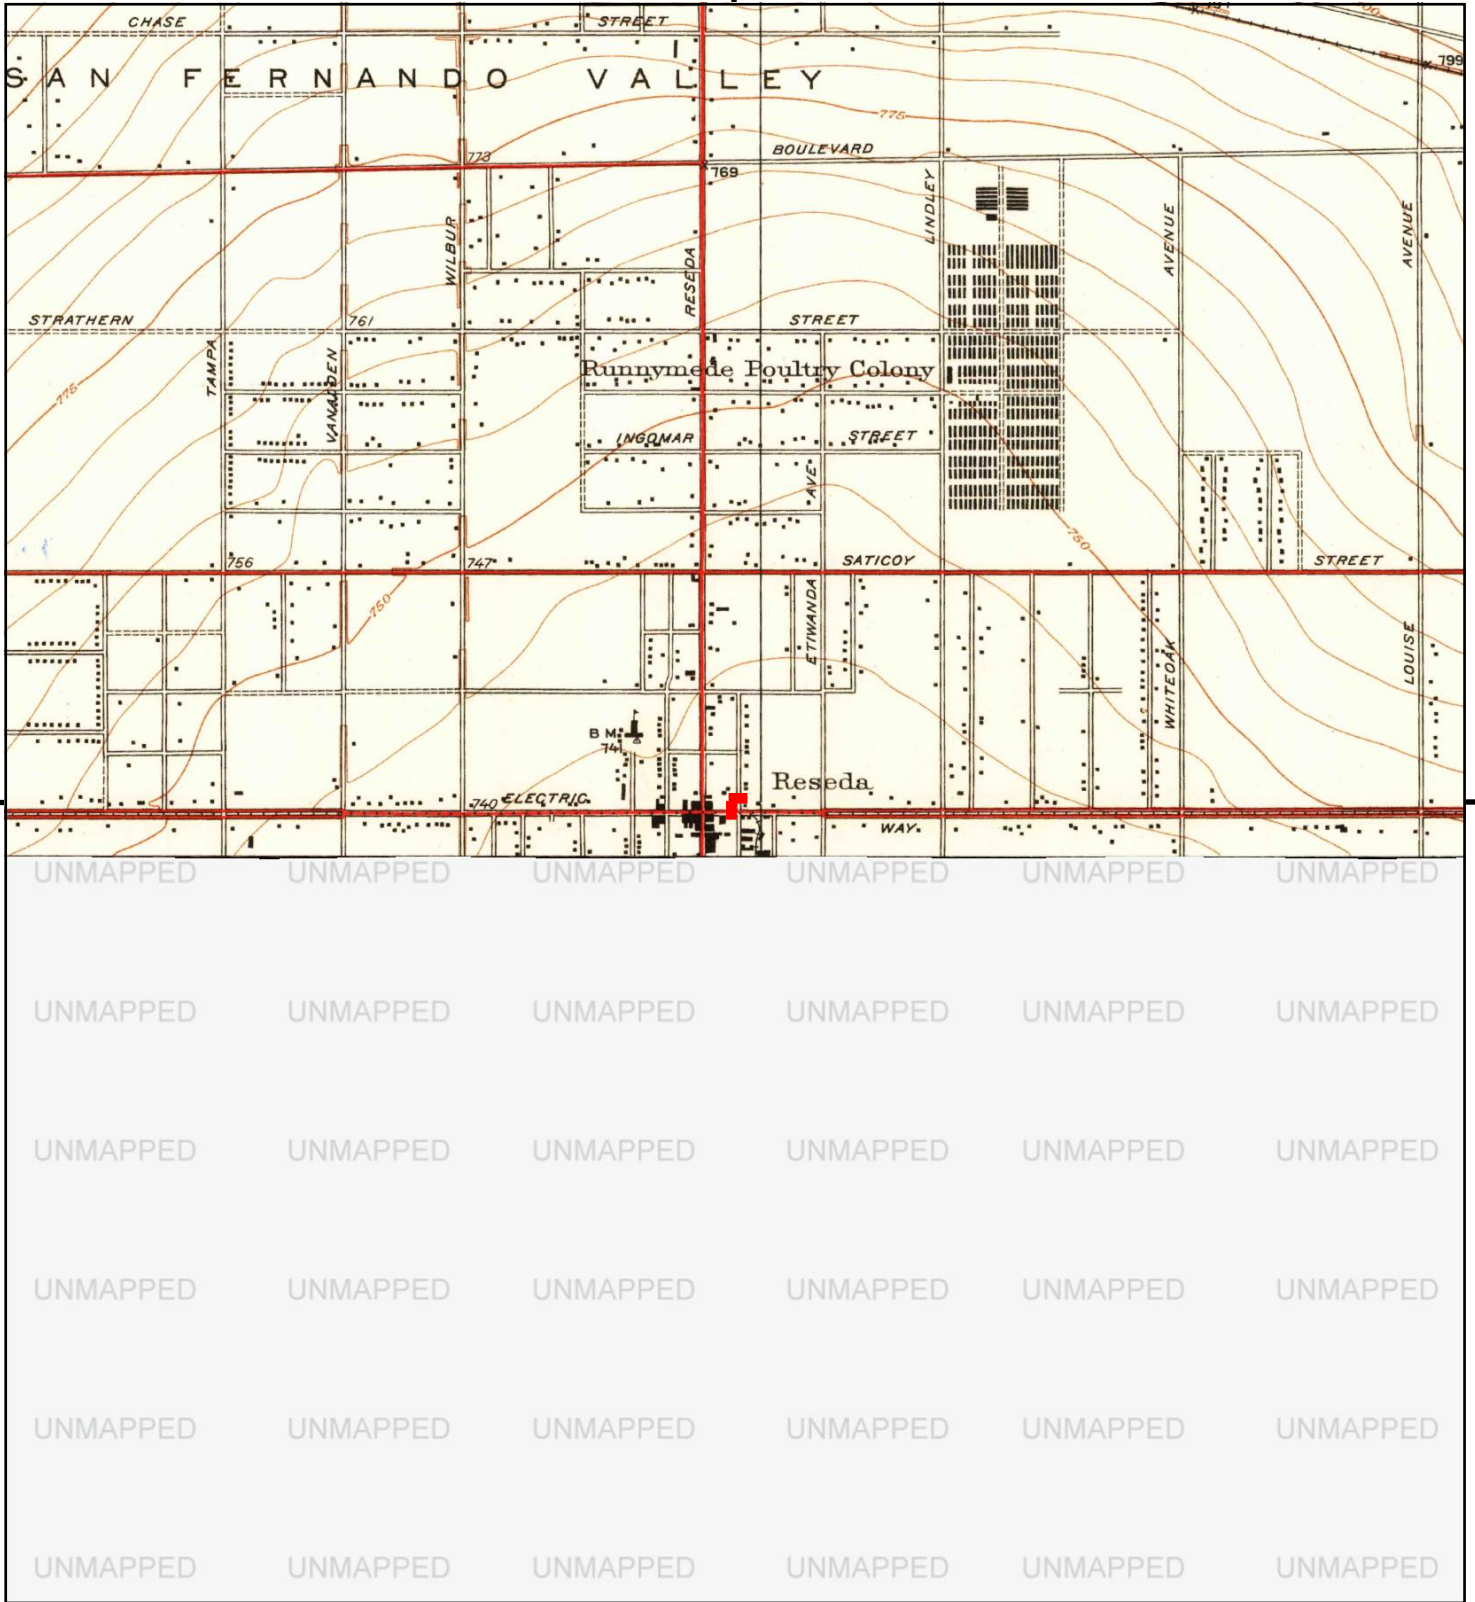 CHASE STREET
SAN FERNANDO VALLEY
799
775
BOULEVARD
773
769
WILBUR
RESEDA
LINDLEY
AVENUE
AVENUE
STRATHERN
761
STREET
TAMPA
VANALDEN
Runnymede Poultry Colony
775
INGOMAR
STREET
AVE
750
756
747
SATICOY
STREET
750
ETIWANDA
WHITEOAK
LOUISE
B M
741
Reseda
740
ELECTRIC
WAY
UNMAPPED UNMAPPED UNMAPPED UNMAPPED UNMAPPED UNMAPPED
UNMAPPED UNMAPPED UNMAPPED UNMAPPED UNMAPPED UNMAPPED
UNMAPPED UNMAPPED UNMAPPED UNMAPPED UNMAPPED UNMAPPED
UNMAPPED UNMAPPED UNMAPPED UNMAPPED UNMAPPED UNMAPPED
UNMAPPED UNMAPPED UNMAPPED UNMAPPED UNMAPPED UNMAPPED
UNMAPPED UNMAPPED UNMAPPED UNMAPPED UNMAPPED UNMAPPED